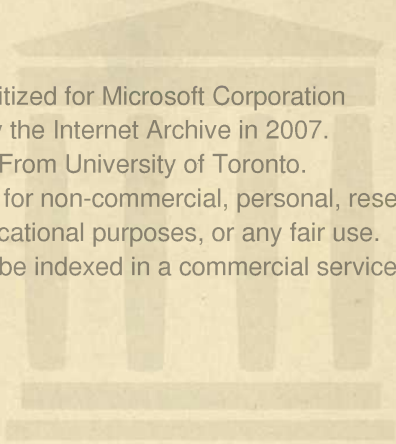 itized for Microsoft Corporation
the Internet Archive in 2007.
From University of Toronto.
for non-commercial, personal, rese
cational purposes, or any fair use.
be indexed in a commercial service